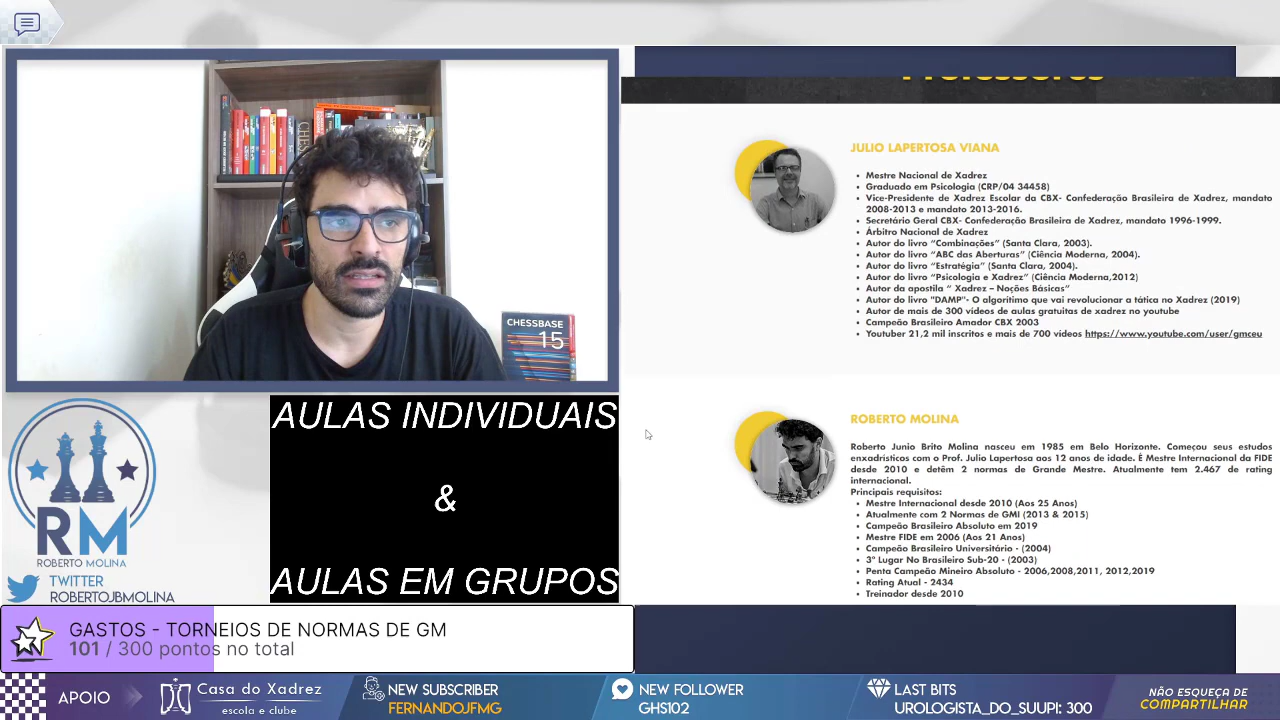 Professores
JULIO LAPERTOSA VIANA
• Mestre Nacional de Xadrez
• Graduado em Psicologia (CRP/04 34458)
• Vice-Presidente de Xadrez Escolar da CBX- Confederação Brasileira de Xadrez, mandato
2008-2013 e mandato 2013-2016.
• Secretário Geral CBX- Confederação Brasileira de Xadrez, mandato 1996-1999.
• Árbitro Nacional de Xadrez
• Autor do livro “Combinações” (Santa Clara, 2003).
• Autor do livro “ABC das Aberturas” (Ciência Moderna, 2004).
• Autor do livro “Estratégia” (Santa Clara, 2004).
• Autor do livro “Psicologia e Xadrez” (Ciência Moderna,2012)
• Autor da apostila “ Xadrez – Noções Básicas”
• Autor do livro "DAMP"- O algorítimo que vai revolucionar a tática no Xadrez (2019)
• Autor de mais de 300 vídeos de aulas gratuitas de xadrez no youtube
• Campeão Brasileiro Amador CBX 2003
• Youtuber 21,2 mil inscritos e mais de 700 vídeos https://www.youtube.com/user/gmceu
CHESSBASE
15
ROBERTO MOLINA
Roberto Junio Brito Molina nasceu em 1985 em Belo Horizonte. Começou seus estudos
enxadrísticos com o Prof. Julio Lapertosa aos 12 anos de idade. É Mestre Internacional da FIDE
desde 2010 e detêm 2 normas de Grande Mestre. Atualmente tem 2.467 de rating
internacional.
Principais requisitos:
• Mestre Internacional desde 2010 (Aos 25 Anos)
• Atualmente com 2 Normas de GMI (2013 & 2015)
• Campeão Brasileiro Absoluto em 2019
• Mestre FIDE em 2006 (Aos 21 Anos)
• Campeão Brasileiro Universitário - (2004)
• 3º Lugar No Brasileiro Sub-20 - (2003)
• Penta Campeão Mineiro Absoluto - 2006,2008,2011, 2012,2019
• Rating Atual - 2434
• Treinador desde 2010
AULAS INDIVIDUAIS
&
AULAS EM GRUPOS
RM
ROBERTO MOLINA
TWITTER
ROBERTOJBMOLINA
GASTOS - TORNEIOS DE NORMAS DE GM
101 / 300 pontos no total
APOIO
Casa do Xadrez
escola e clube
NEW SUBSCRIBER
FERNANDOJFMG
NEW FOLLOWER
GHS102
LAST BITS
UROLOGISTA_DO_SUUPI: 300
NÃO ESQUEÇA DE
COMPARTILHAR